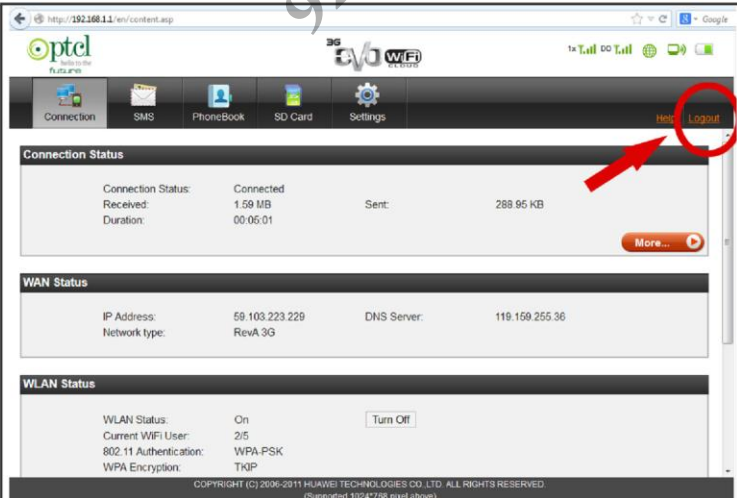 http://192.168.1.1/en/content.asp
Google
ptcl
hello to the
future
3G
EVO WiFi
CLOUD
1x DO
Connection SMS PhoneBook SD Card Settings
Help Logout
Connection Status
Connection Status: Connected
Received: 1.59 MB Sent: 288.95 KB
Duration: 00:05:01
More...
WAN Status
IP Address: 59.103.223.229 DNS Server: 119.159.255.36
Network type: RevA 3G
WLAN Status
WLAN Status: On Turn Off
Current WiFi User: 2/5
802.11 Authentication: WPA-PSK
WPA Encryption: TKIP
COPYRIGHT (C) 2006-2011 HUAWEI TECHNOLOGIES CO.,LTD. ALL RIGHTS RESERVED.
(Supported 1024*768 pixel above)